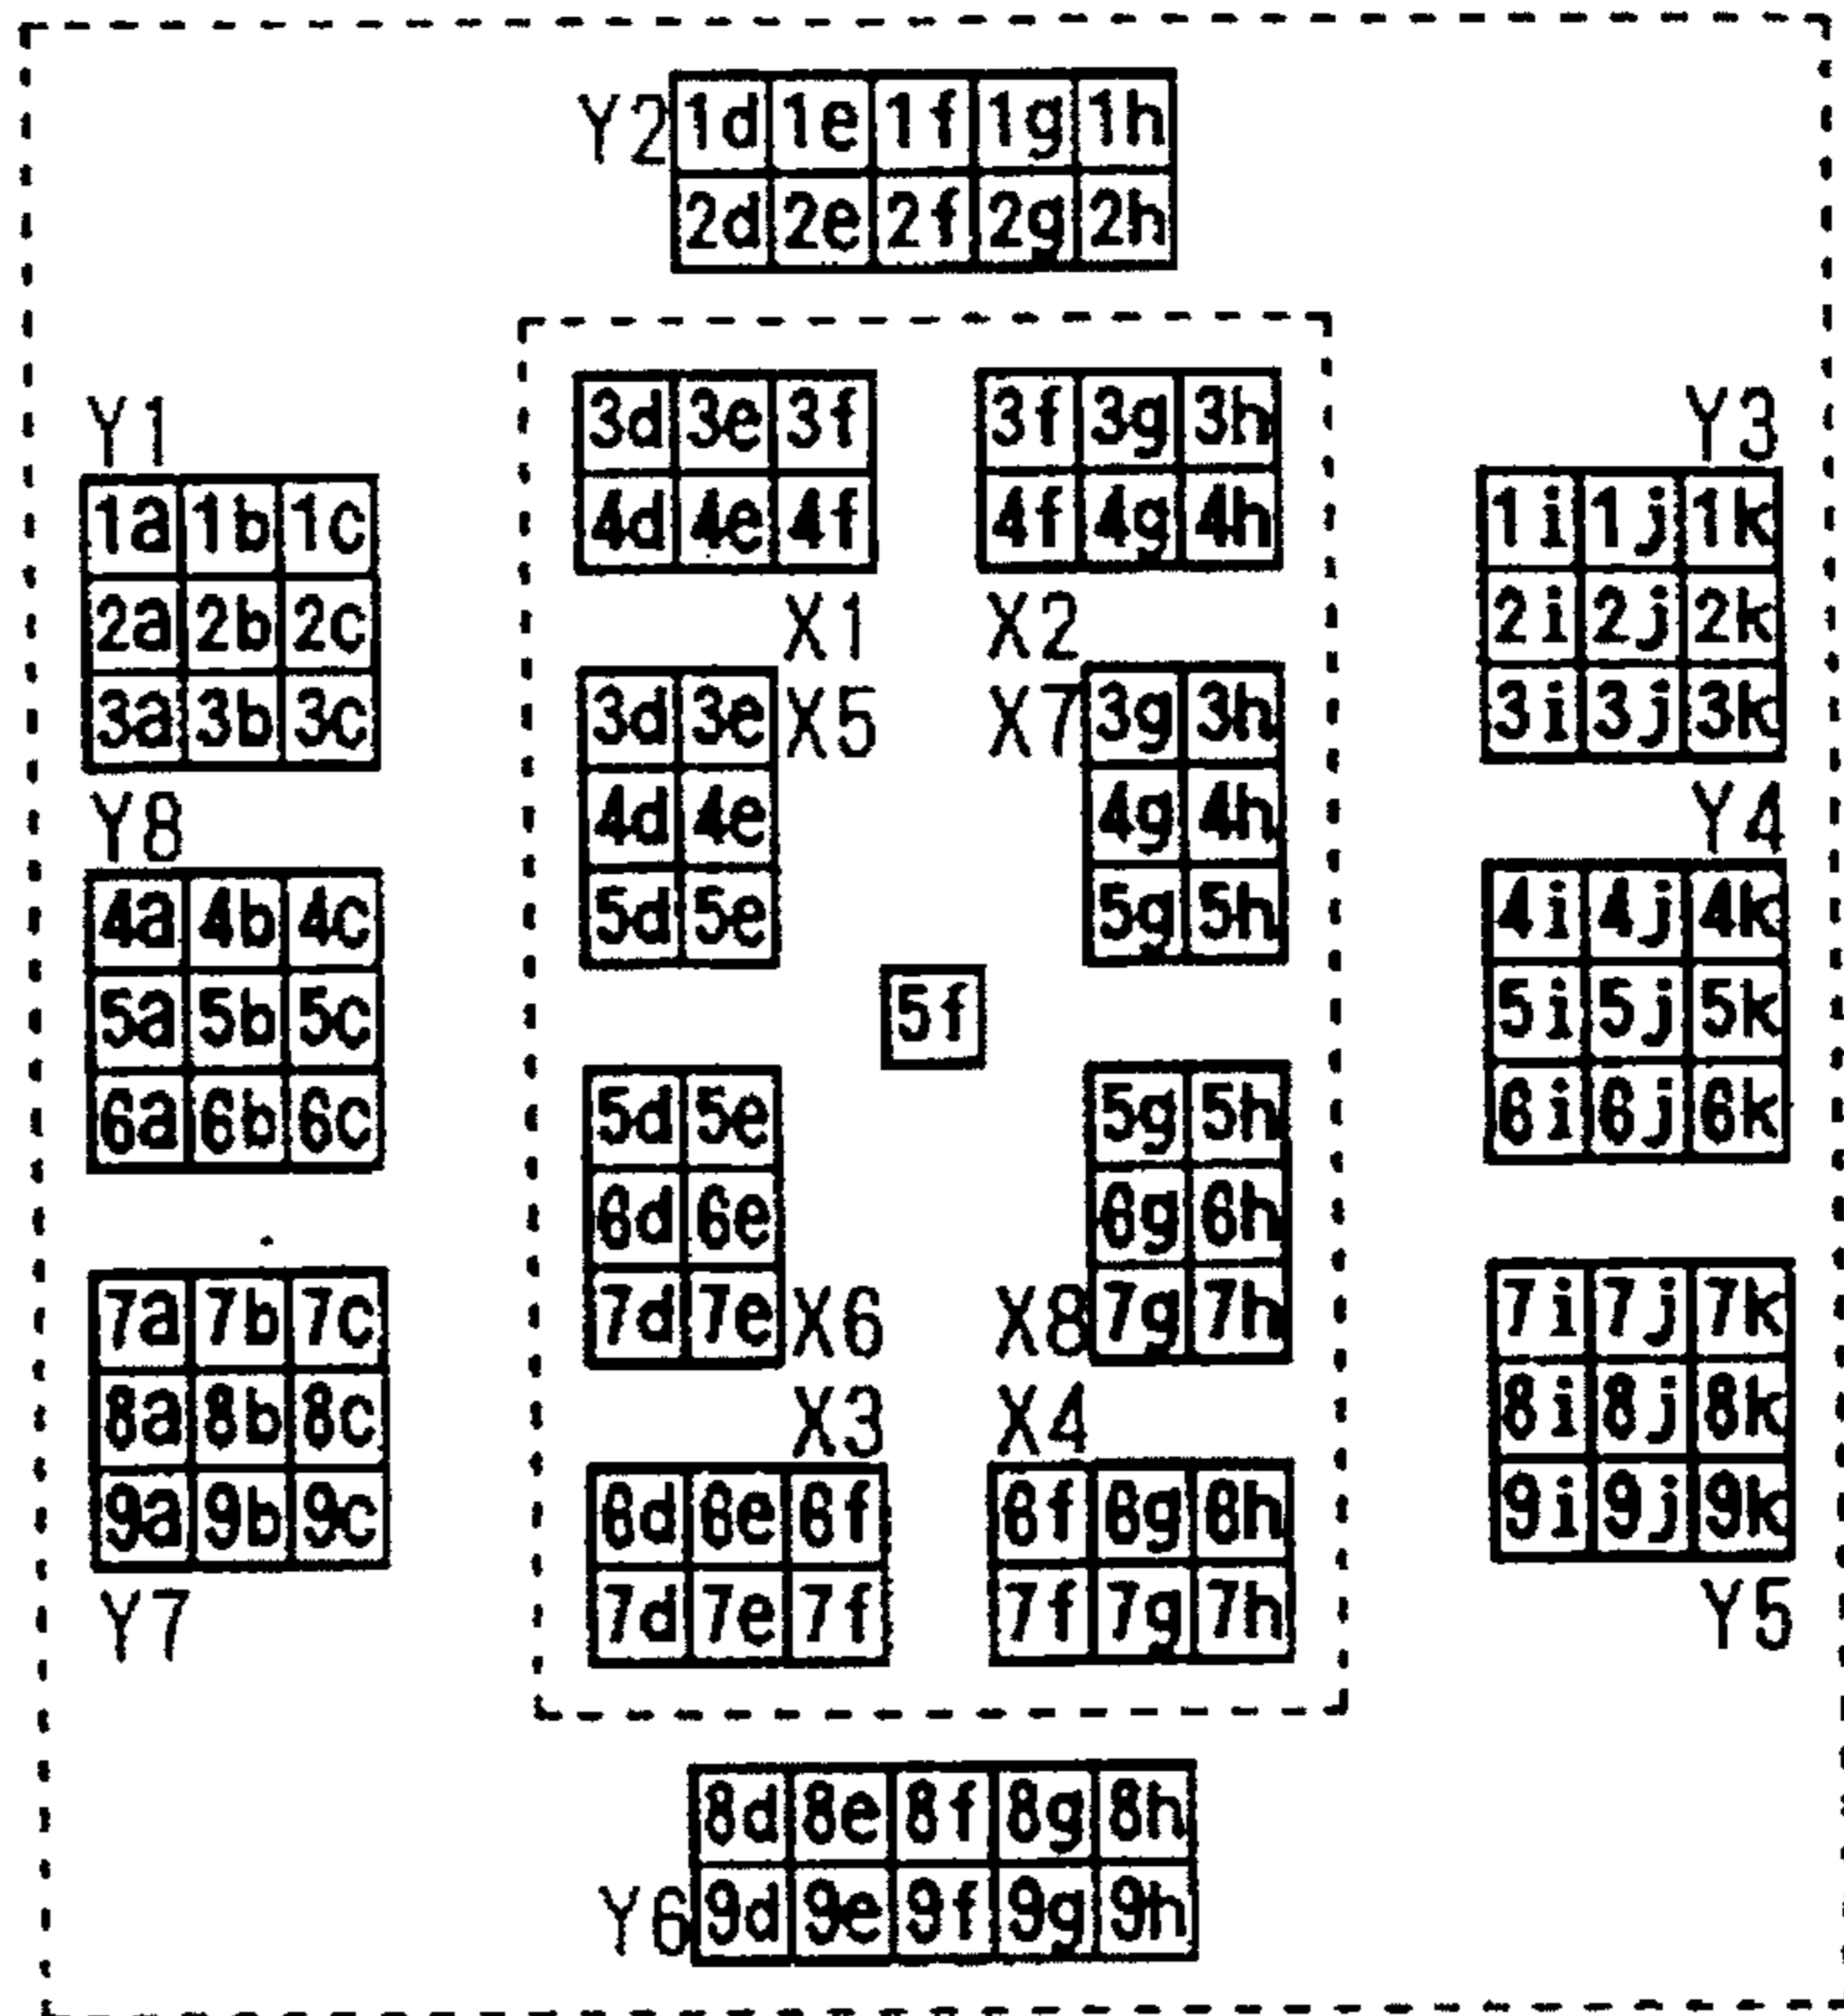 Y2 1d 1e 1f 1g 1h
2d 2e 2f 2g 2h
3d 3e 3f
4d 4e 4f
X1
3f 3g 3h
4f 4g 4h
X2
Y1
1a 1b 1c
2a 2b 2c
3a 3b 3c
Y3
1i 1j 1k
2i 2j 2k
3i 3j 3k
3d 3e X5
4d 4e
5d 5e
X7 3g 3h
4g 4h
5g 5h
Y8
4a 4b 4c
5a 5b 5c
6a 6b 6c
5f
Y4
4i 4j 4k
5i 5j 5k
6i 6j 6k
5d 5e
6d 6e
7d 7e X6
5g 5h
6g 6h
X8 7g 7h
7a 7b 7c
8a 8b 8c
9a 9b 9c
Y7
X3
6d 6e 6f
7d 7e 7f
X4
6f 6g 6h
7f 7g 7h
7i 7j 7k
8i 8j 8k
9i 9j 9k
Y5
8d 8e 8f 8g 8h
Y6 9d 9e 9f 9g 9h